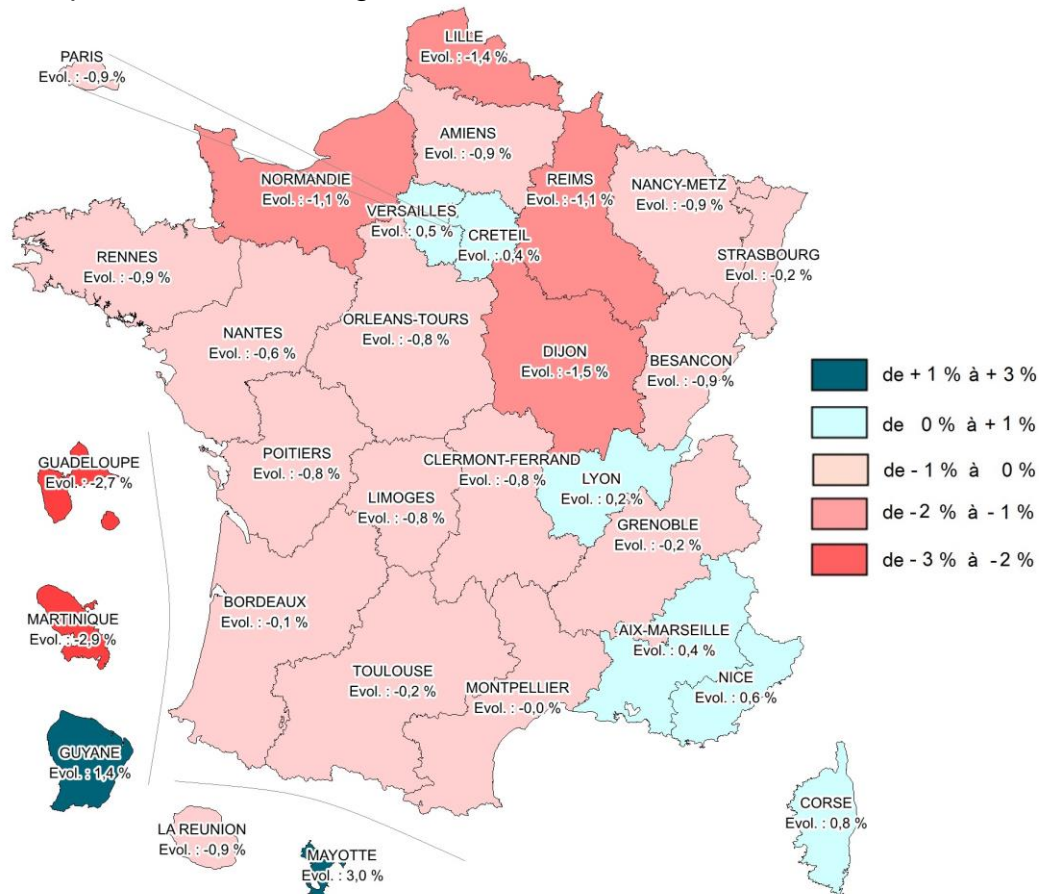 LILLE
Evol. : -1,4 %
PARIS
Evol. : -0,9 %
AMIENS
Evol. : -0,9 %
NORMANDIE
Evol. : -1,1 %
REIMS
Evol. : -1,1 %
NANCY-METZ
Evol. : -0,9 %
VERSAILLES
Evol. : 0,5 %
CRETEIL
Evol. : 0,4 %
STRASBOURG
Evol. : -0,2 %
RENNES
Evol. : -0,9 %
NANTES
Evol. : -0,6 %
ORLEANS-TOURS
Evol. : -0,8 %
DIJON
Evol. : -1,5 %
BESANCON
Evol. : -0,9 %
de + 1 % à + 3 %
de 0 % à + 1 %
de - 1 % à 0 %
de - 2 % à - 1 %
de - 3 % à - 2 %
POITIERS
Evol. : -0,8 %
CLERMONT-FERRAND
Evol. : -0,8 %
LIMOGES
Evol. : -0,8 %
LYON
Evol. : 0,2 %
GRENOBLE
Evol. : -0,2 %
GUADELOUPE
Evol. : -2,7 %
MARTINIQUE
Evol. : -2,9 %
BORDEAUX
Evol. : -0,1 %
AIX-MARSEILLE
Evol. : 0,4 %
TOULOUSE
Evol. : -0,2 %
MONTPELLIER
Evol. : -0,0 %
NICE
Evol. : 0,6 %
GUYANE
Evol. : 1,4 %
CORSE
Evol. : 0,8 %
LA REUNION
Evol. : -0,9 %
MAYOTTE
Evol. : 3,0 %